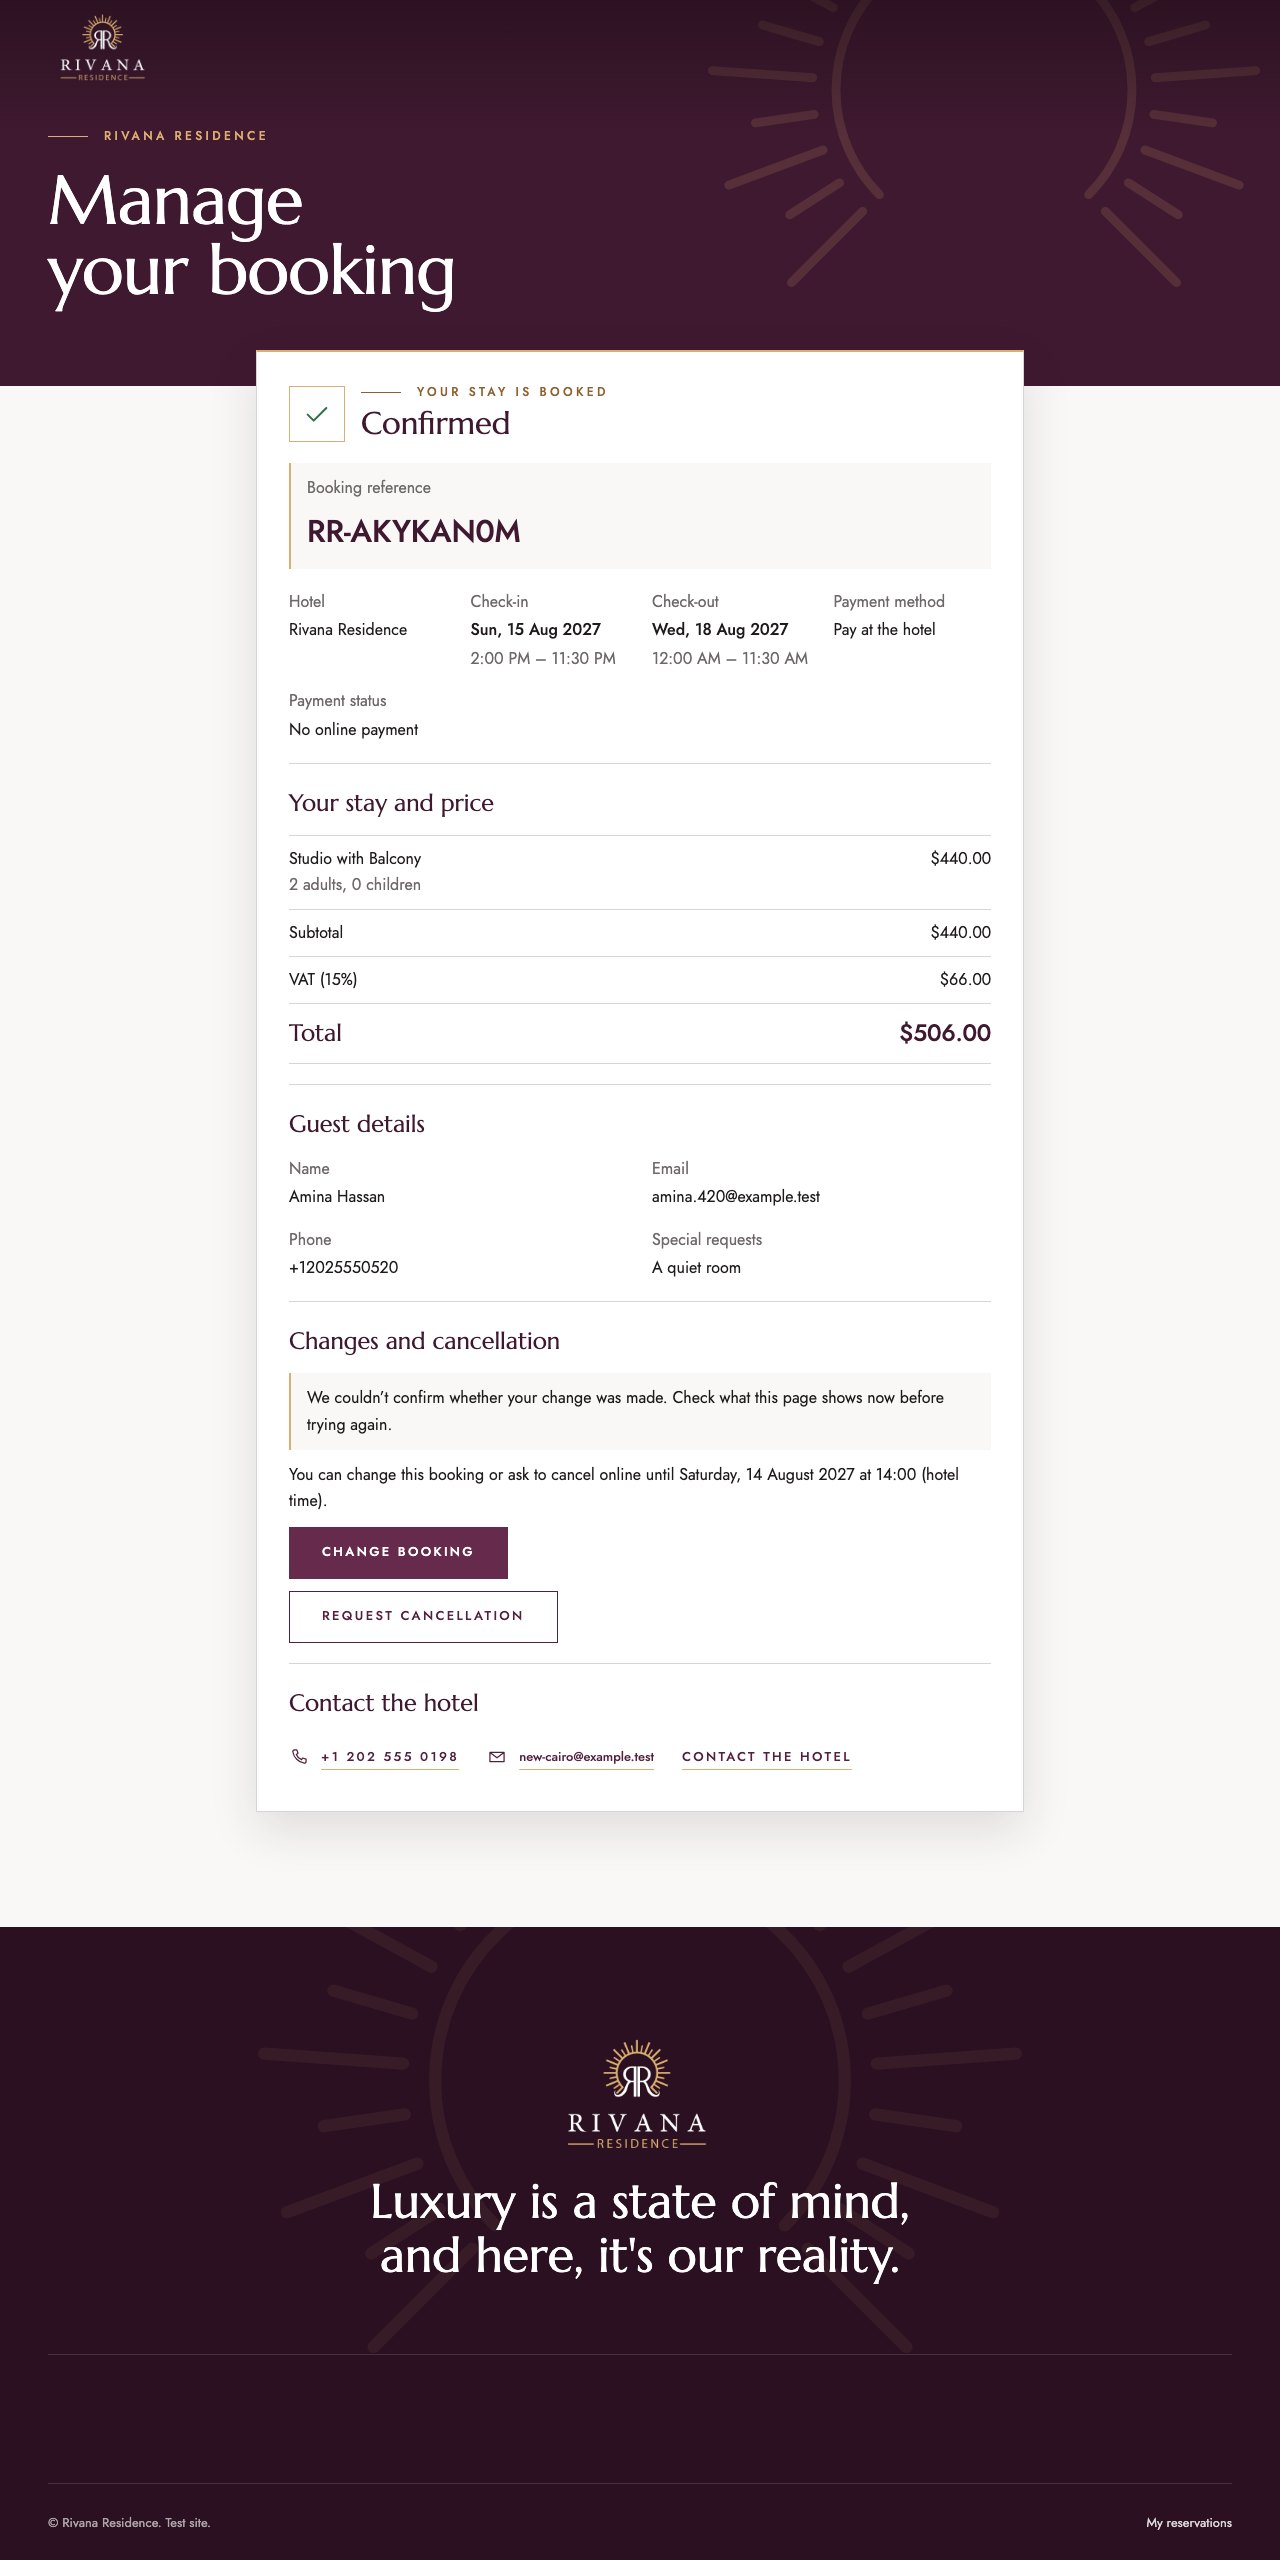 RIVANA
RESIDENCE
RIVANA RESIDENCE
Manage
your booking
YOUR STAY IS BOOKED
Confirmed
Booking reference
RR-AKYKAN0M
Hotel
Rivana Residence
Check-in
Sun, 15 Aug 2027
2:00 PM – 11:30 PM
Check-out
Wed, 18 Aug 2027
12:00 AM – 11:30 AM
Payment method
Pay at the hotel
Payment status
No online payment
Your stay and price
Studio with Balcony $440.00
2 adults, 0 children
Subtotal $440.00
VAT (15%) $66.00
Total $506.00
Guest details
Name
Amina Hassan
Email
amina.420@example.test
Phone
+12025550520
Special requests
A quiet room
Changes and cancellation
We couldn’t confirm whether your change was made. Check what this page shows now before
trying again.
You can change this booking or ask to cancel online until Saturday, 14 August 2027 at 14:00 (hotel
time).
CHANGE BOOKING
REQUEST CANCELLATION
Contact the hotel
+1 202 555 0198 new-cairo@example.test CONTACT THE HOTEL
RIVANA
RESIDENCE
Luxury is a state of mind,
and here, it's our reality.
© Rivana Residence. Test site. My reservations